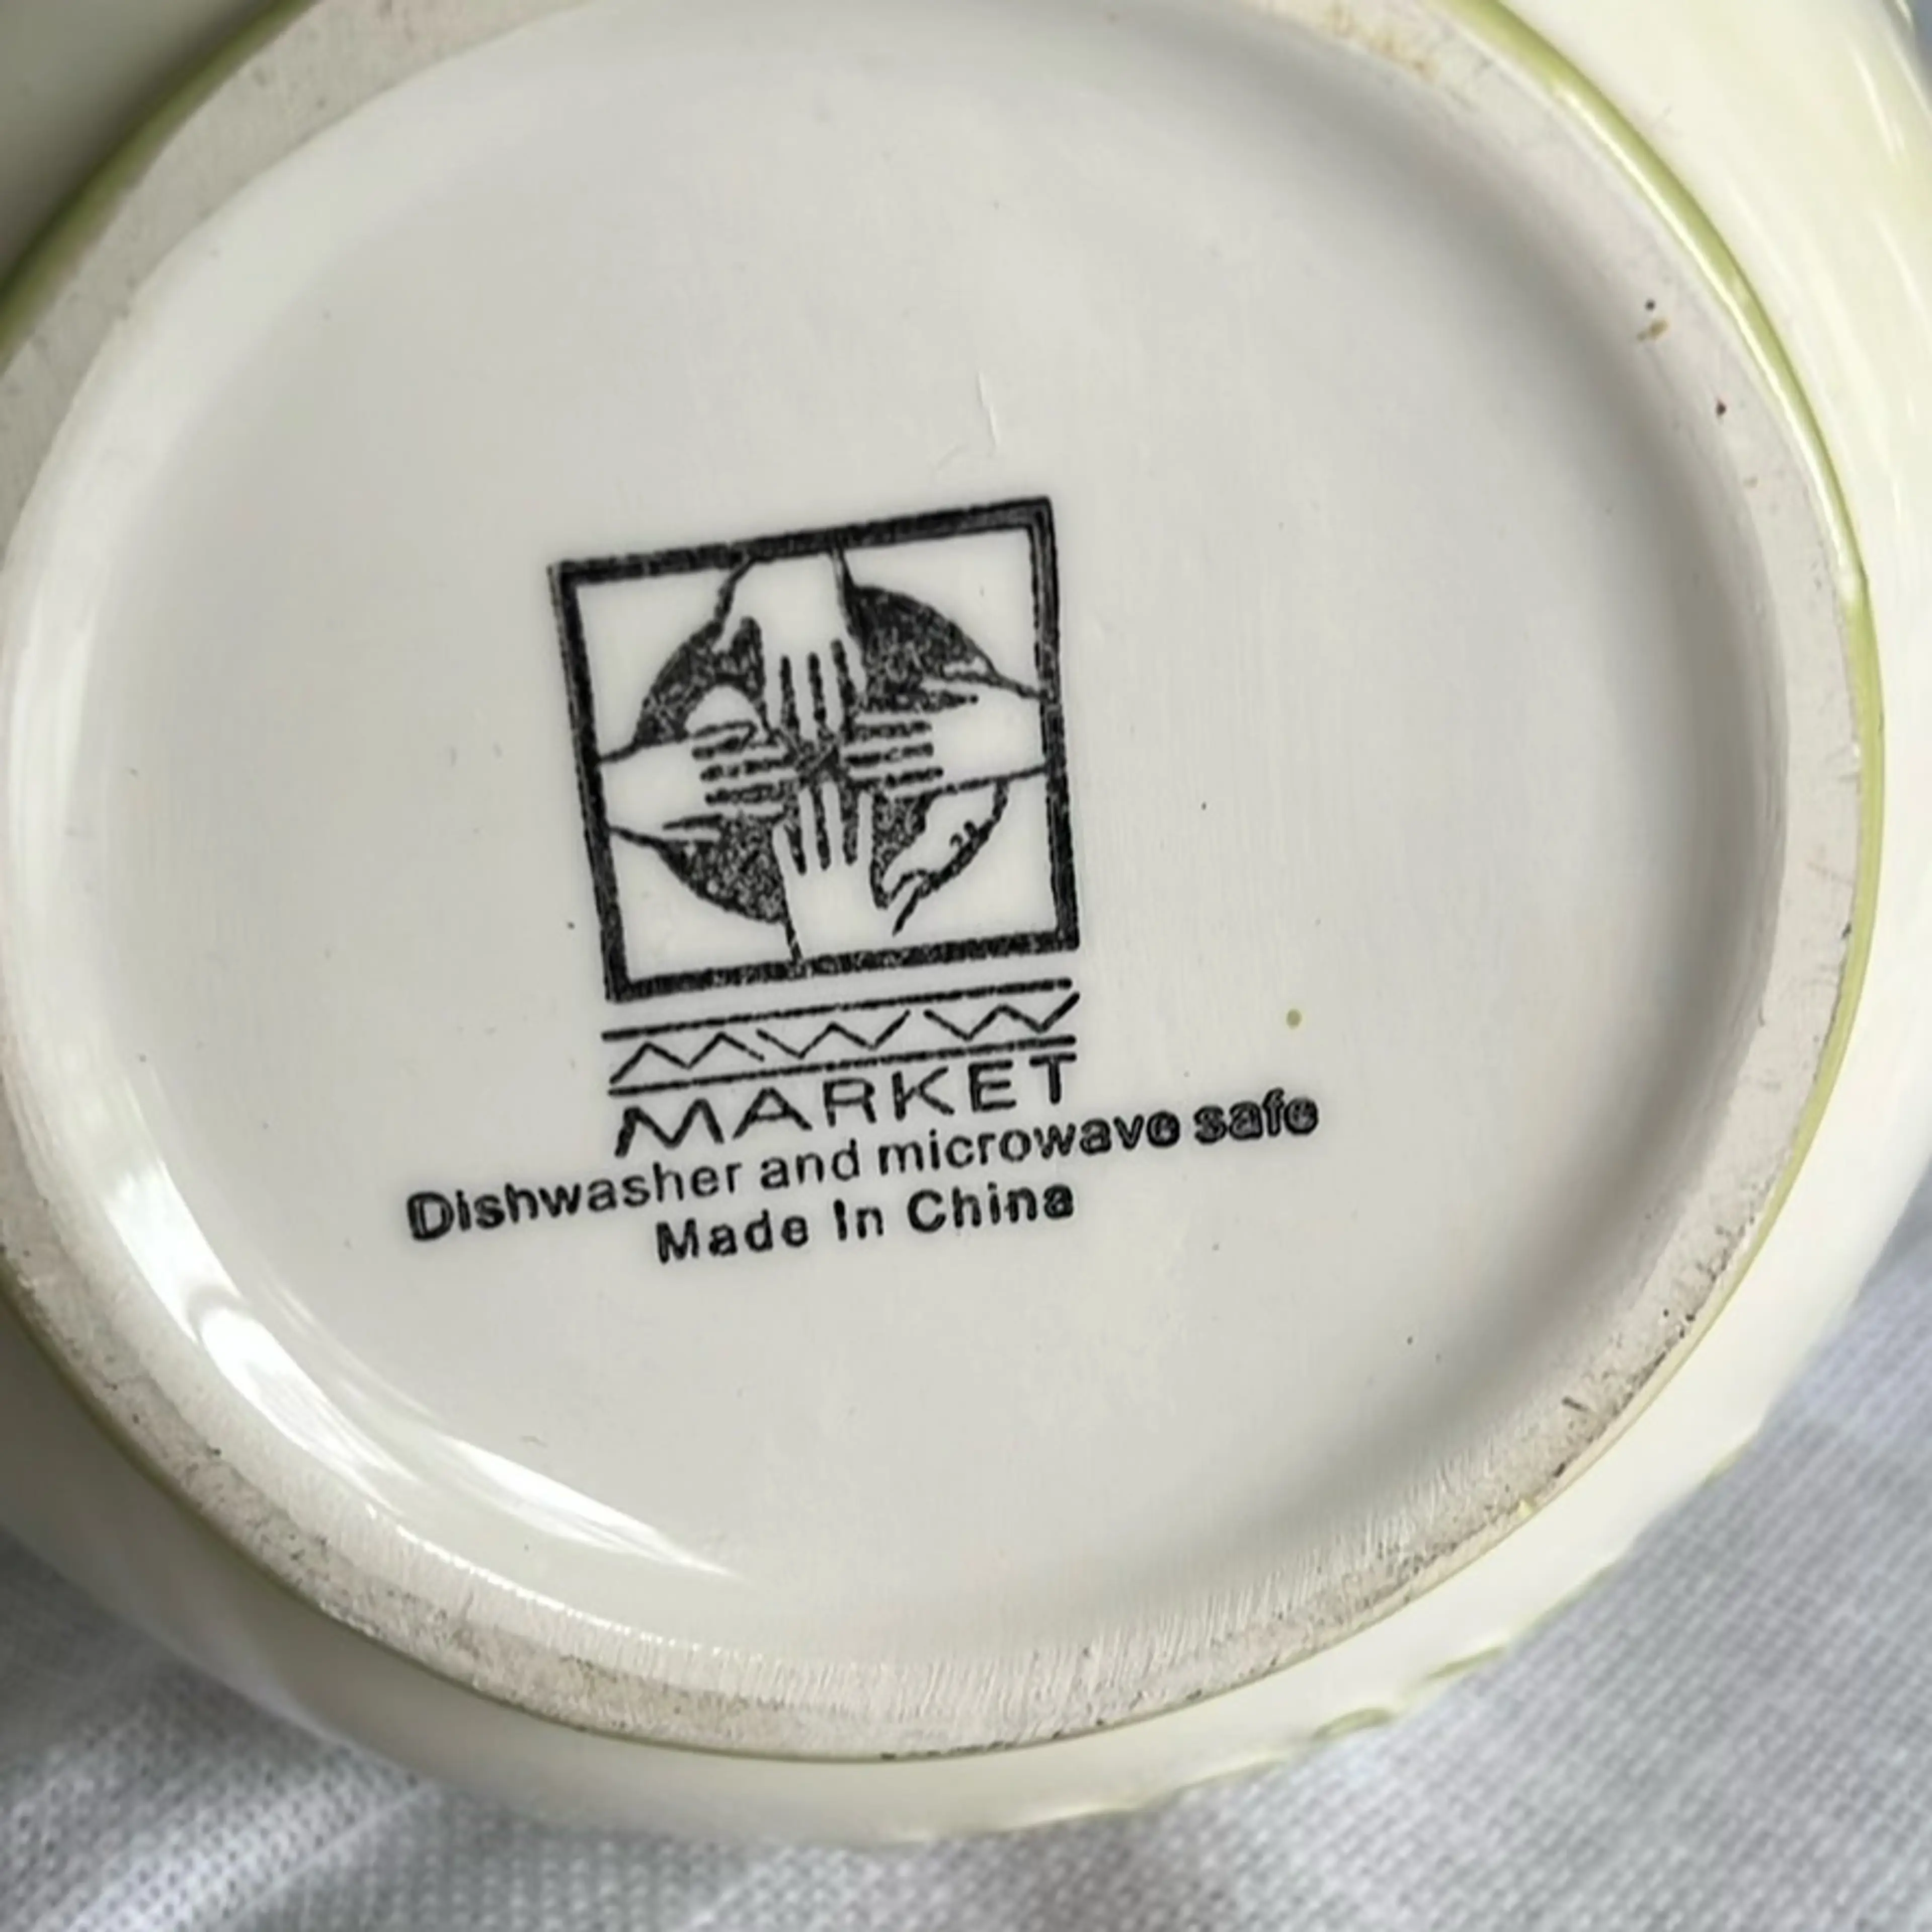 MARKET
Dishwasher and microwave safe
Made In China